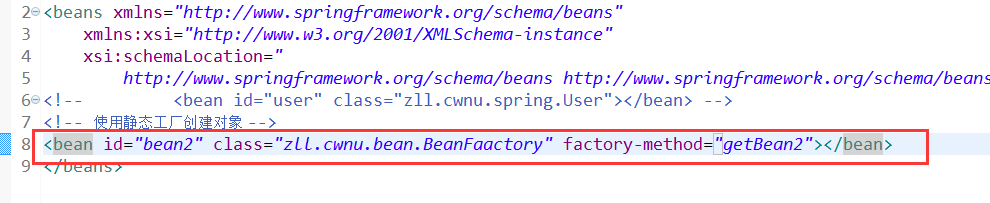 2 <beans xmlns="http://www.springframework.org/schema/beans"
3 xmlns:xsi="http://www.w3.org/2001/XMLSchema-instance"
4 xsi:schemaLocation="
5 http://www.springframework.org/schema/beans http://www.springframework.org/schema/beans
6 <!-- <bean id="user" class="zll.cwnu.spring.User"></bean> -->
7 <!-- 使用静态工厂创建对象 -->
8 <bean id="bean2" class="zll.cwnu.bean.BeanFaactory" factory-method="getBean2"></bean>
9 </beans>